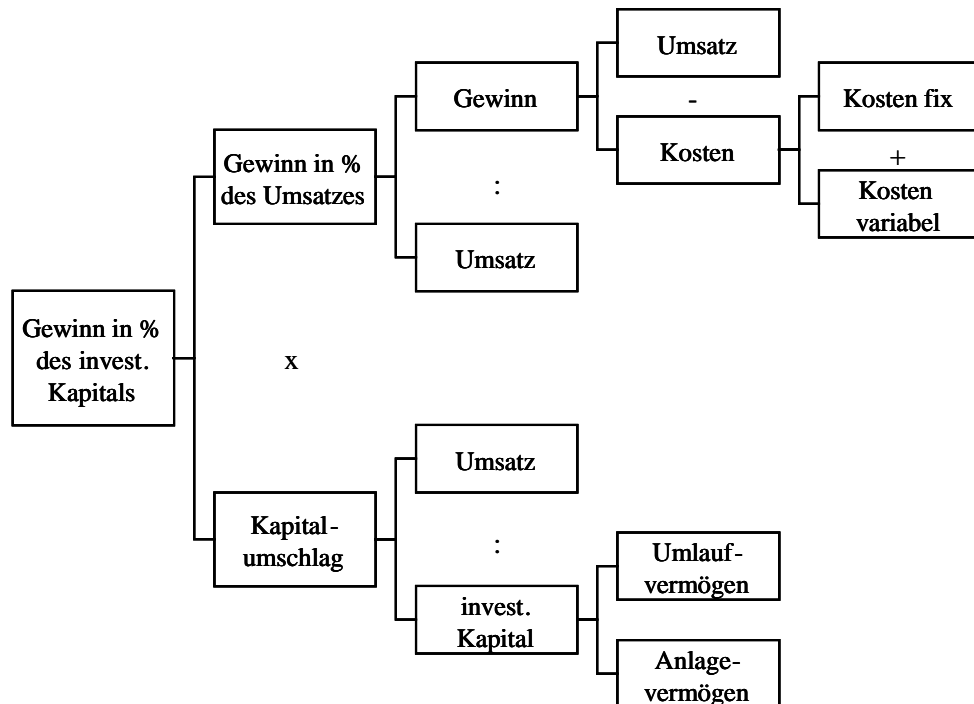 Umsatz
-
Gewinn
Kosten fix
Kosten
+
Kosten
variabel
Gewinn in %
des Umsatzes
:
Umsatz
Gewinn in %
des invest.
Kapitals
x
Umsatz
Kapital-
umschlag
:
Umlauf-
vermögen
invest.
Kapital
Anlage-
vermögen